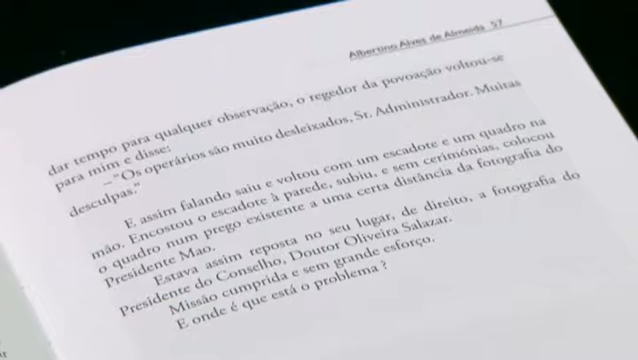 Albertino Alves de Almeida 57
dar tempo para qualquer observação, o regedor da povoação voltou-se
para mim e disse:
–"Os operários são muito desleixados, Sr. Administrador. Muitas
desculpas."
E assim falando saiu e voltou com um escadote e um quadro na
mão. Encostou o escadote à parede, subiu, e sem cerimónias, colocou
o quadro num prego existente a uma certa distância da fotografia do
Presidente Mao.
Estava assim reposta no seu lugar, de direito, a fotografia do
Presidente do Conselho, Doutor Oliveira Salazar.
Missão cumprida e sem grande esforço.
E onde é que está o problema?